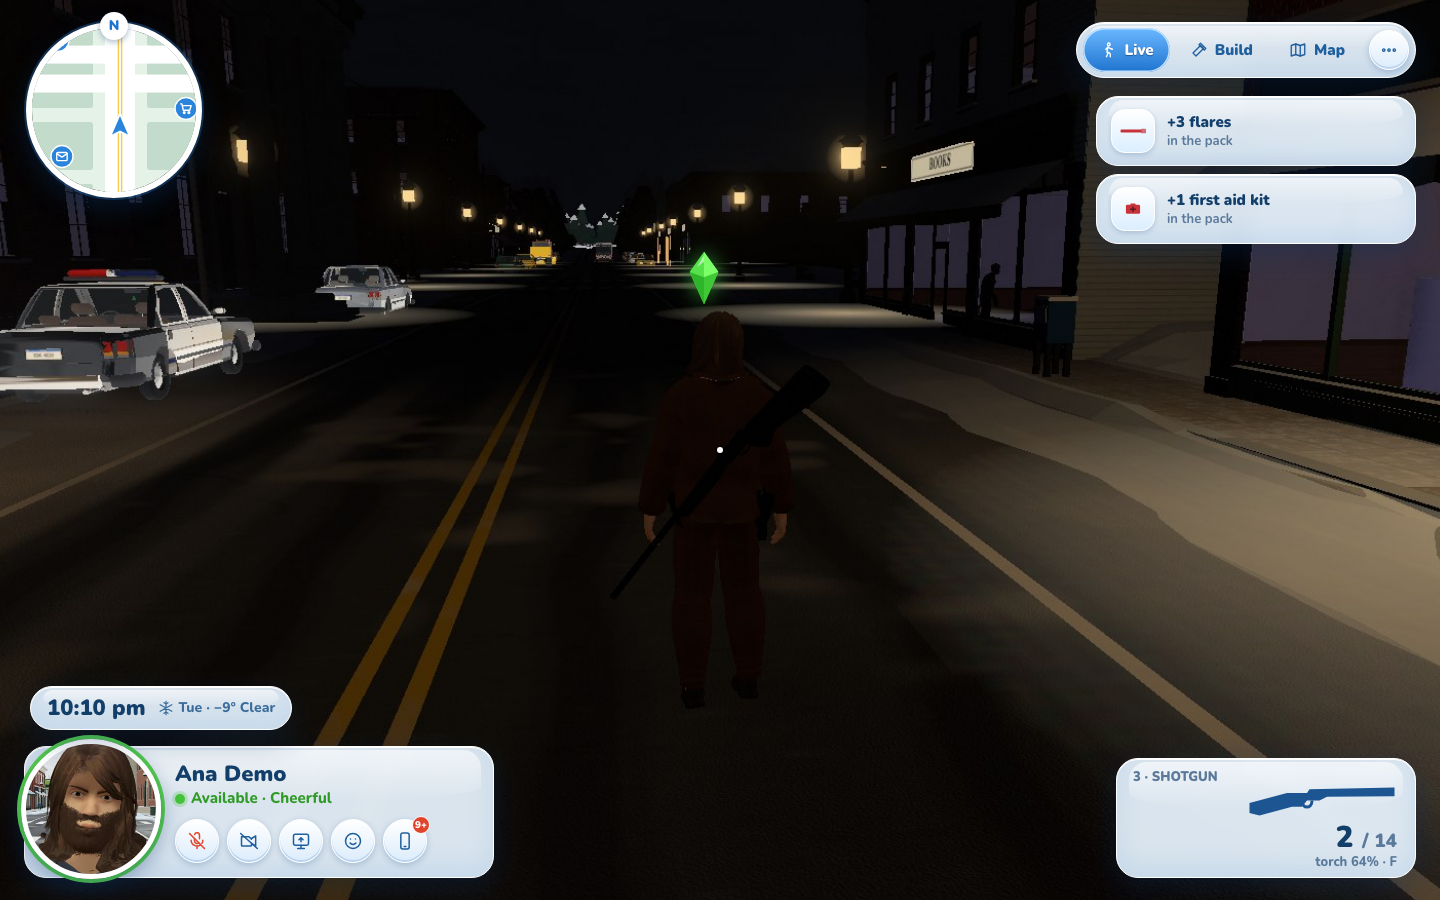 N
Live
Build
Map
+3 flares
in the pack
+1 first aid kit
in the pack
BOOKS
10:10 pm
Tue · −9° Clear
Ana Demo
Available · Cheerful
9+
3 · SHOTGUN
2 / 14
torch 64% · F